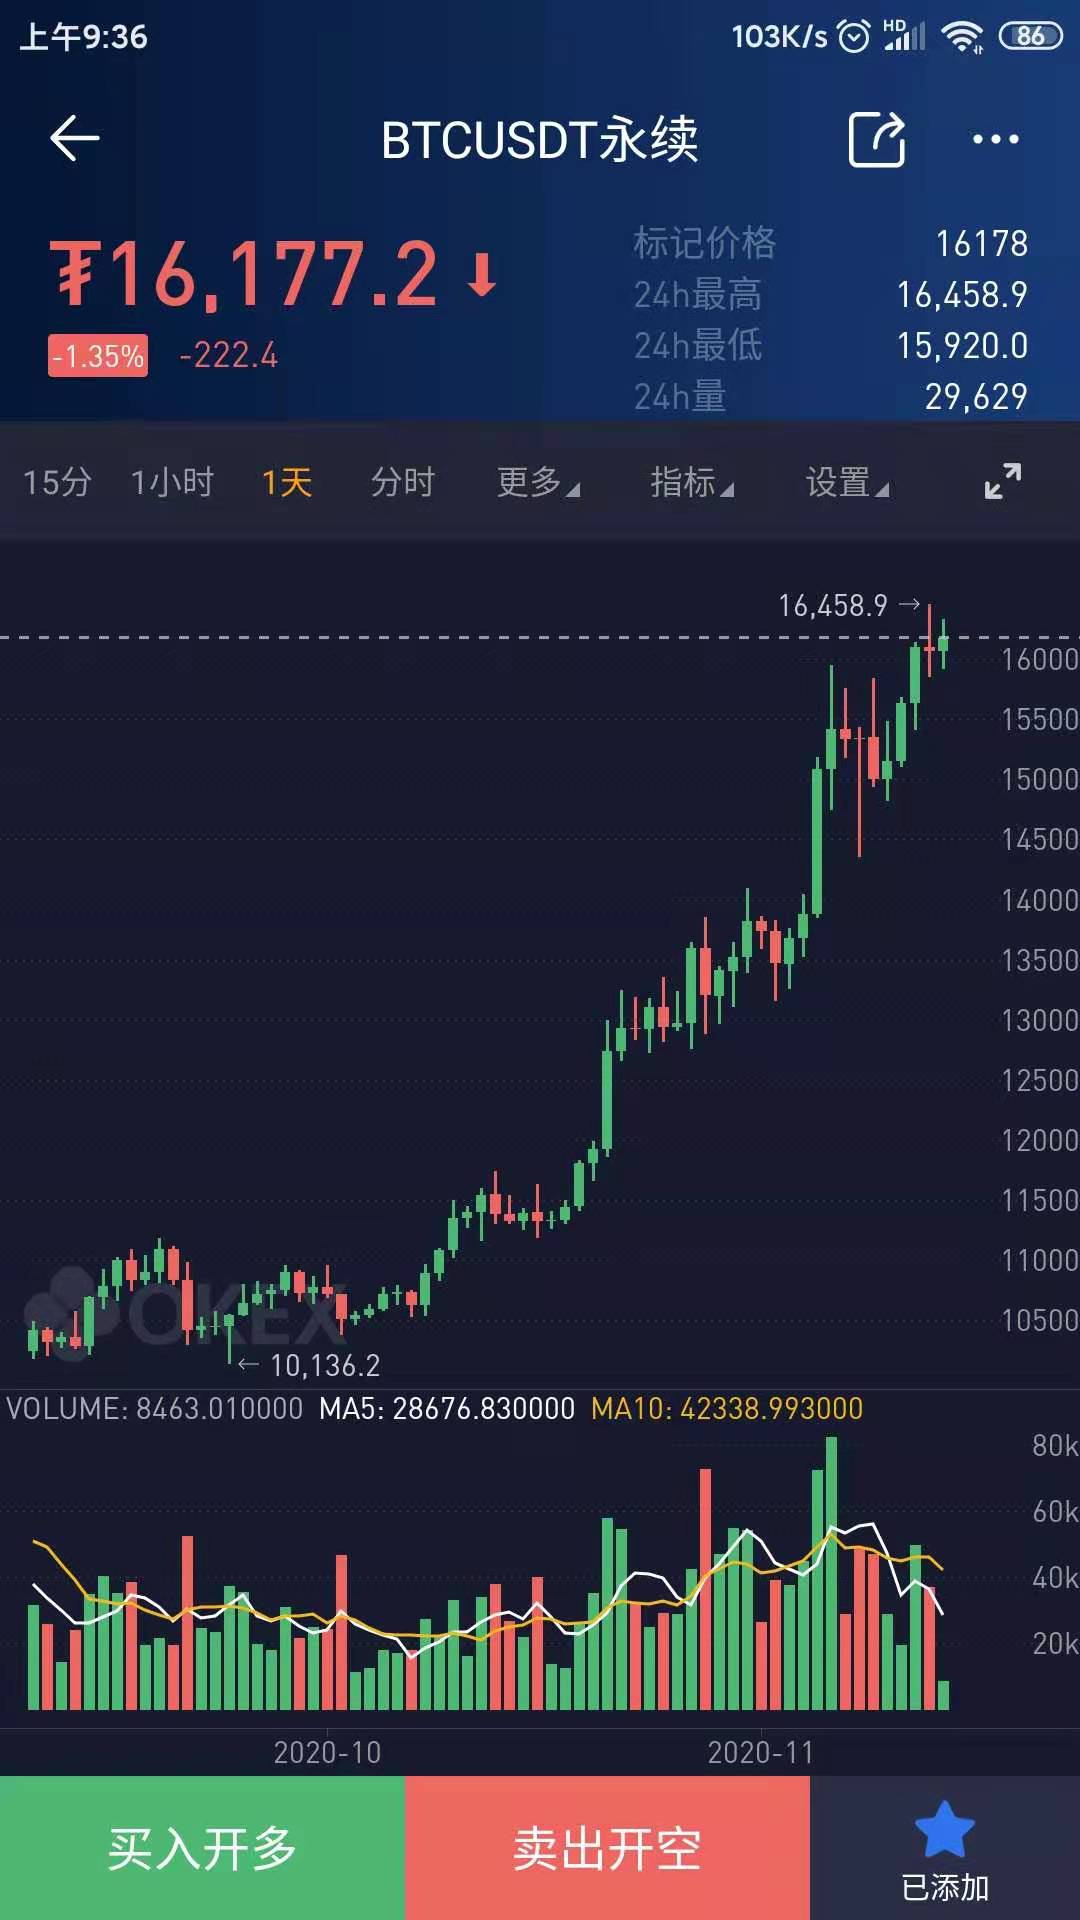 上午9:36
103K/s HD 86
BTCUSDT永续
₮16,177.2
-1.35% -222.4
标记价格 16178
24h最高 16,458.9
24h最低 15,920.0
24h量 29,629
15分 1小时 1天 分时 更多 指标 设置
16,458.9
16000
15500
15000
14500
14000
13500
13000
12500
12000
11500
11000
10500
OKEX
10,136.2
VOLUME: 8463.010000 MA5: 28676.830000 MA10: 42338.993000
80k
60k
40k
20k
2020-10 2020-11
买入开多 卖出开空 已添加